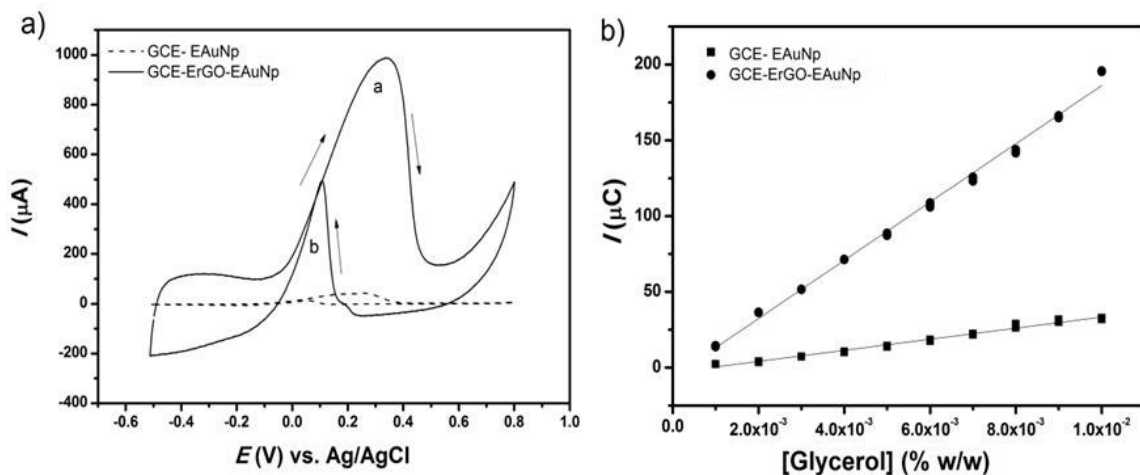 a)
GCE- EAuNp
GCE-ErGO-EAuNp
1000
800
600
400
200
0
-200
-400
I (μA)
a
b
-0.6 -0.4 -0.2 0.0 0.2 0.4 0.6 0.8 1.0
E (V) vs. Ag/AgCl
b)
GCE- EAuNp
GCE-ErGO-EAuNp
200
150
100
50
0
I (μC)
0.0 2.0x10⁻³ 4.0x10⁻³ 6.0x10⁻³ 8.0x10⁻³ 1.0x10⁻²
[Glycerol] (% w/w)